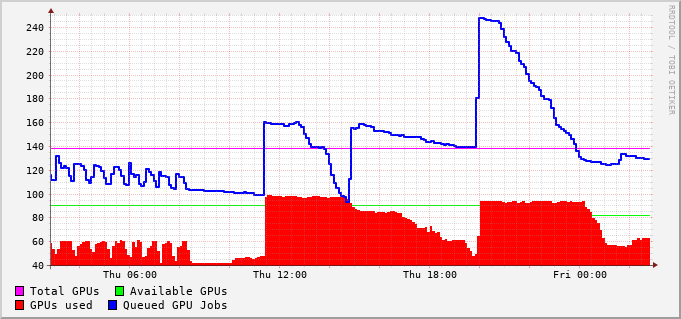 RRDTOOL / TOBI OETIKER
240
220
200
180
160
140
120
100
80
60
40
Thu 06:00 Thu 12:00 Thu 18:00 Fri 00:00
Total GPUs Available GPUs
GPUs used Queued GPU Jobs